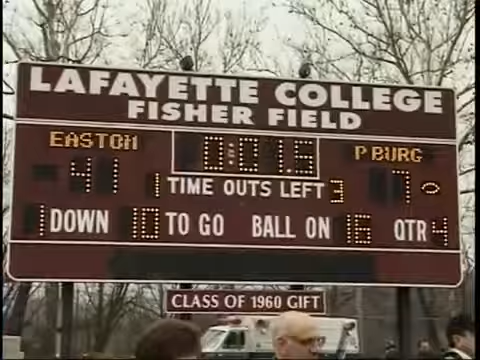 LAFAYETTE COLLEGE
FISHER FIELD
EASTON 0:01.5 P BURG
41 7
1 TIME OUTS LEFT 3
1 DOWN 10 TO GO BALL ON 16 QTR 4
CLASS OF 1960 GIFT